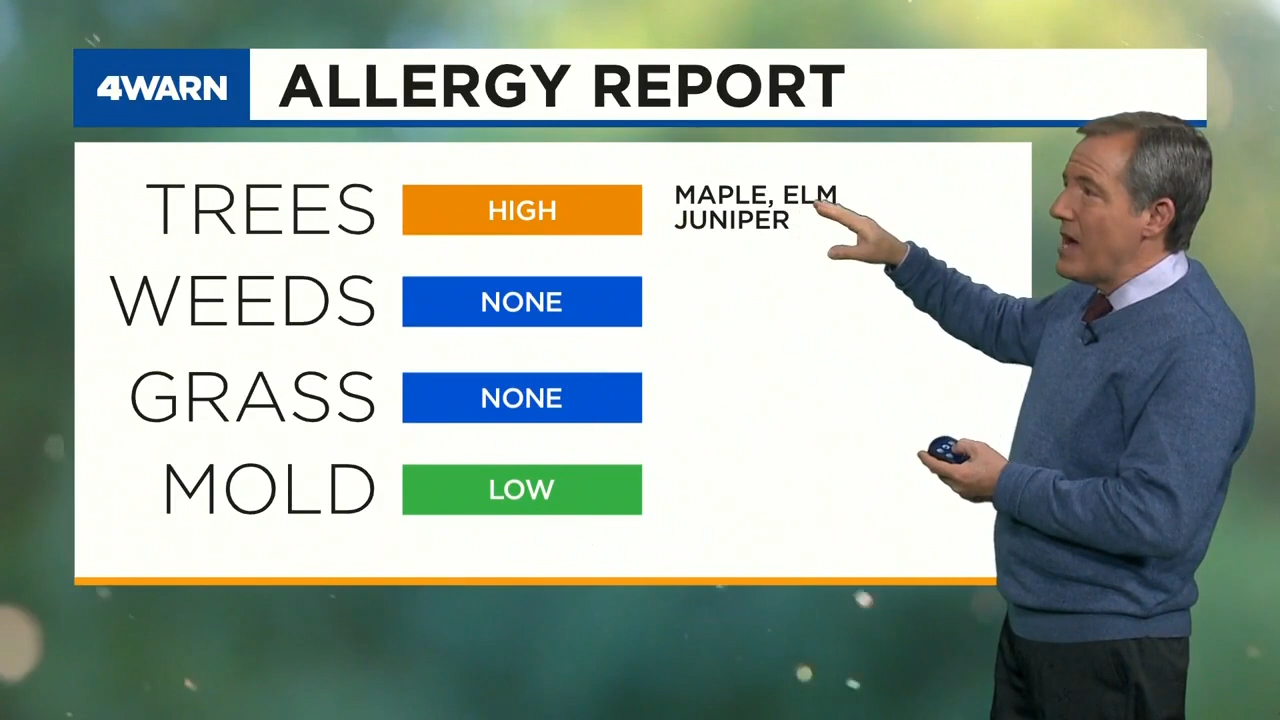 4WARN ALLERGY REPORT
TREES HIGH MAPLE, ELM
JUNIPER
WEEDS NONE
GRASS NONE
MOLD LOW